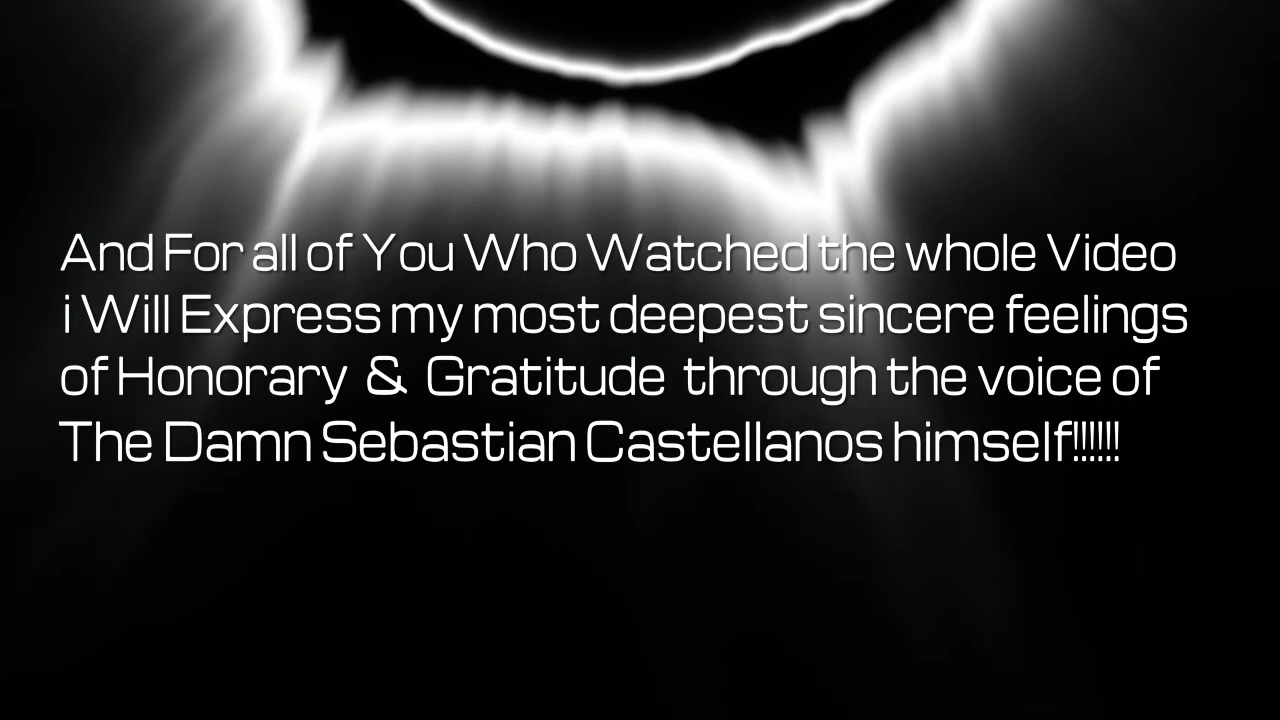 And For all of You Who Watched the whole Video
i Will Express my most deepest sincere feelings
of Honorary & Gratitude through the voice of
The Damn Sebastian Castellanos himself!!!!!!